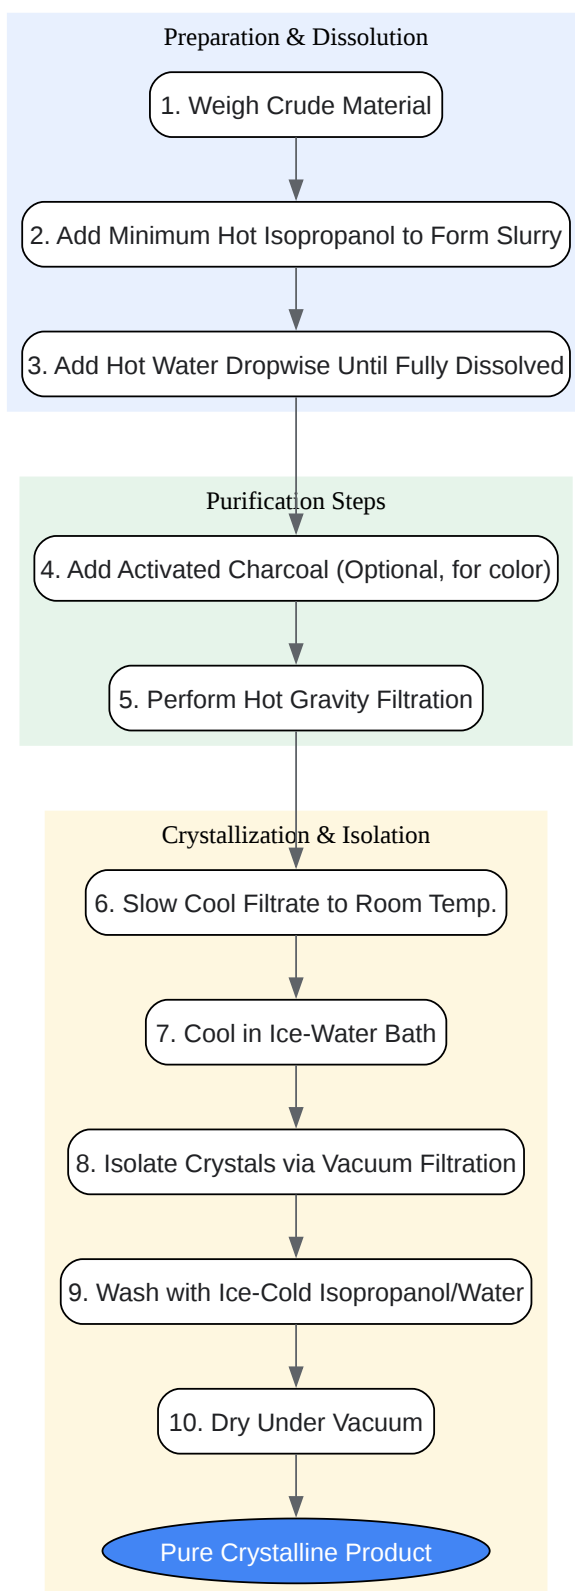 Preparation & Dissolution
1. Weigh Crude Material
2. Add Minimum Hot Isopropanol to Form Slurry
3. Add Hot Water Dropwise Until Fully Dissolved
Purification Steps
4. Add Activated Charcoal (Optional, for color)
5. Perform Hot Gravity Filtration
Crystallization & Isolation
6. Slow Cool Filtrate to Room Temp.
7. Cool in Ice-Water Bath
8. Isolate Crystals via Vacuum Filtration
9. Wash with Ice-Cold Isopropanol/Water
10. Dry Under Vacuum
Pure Crystalline Product